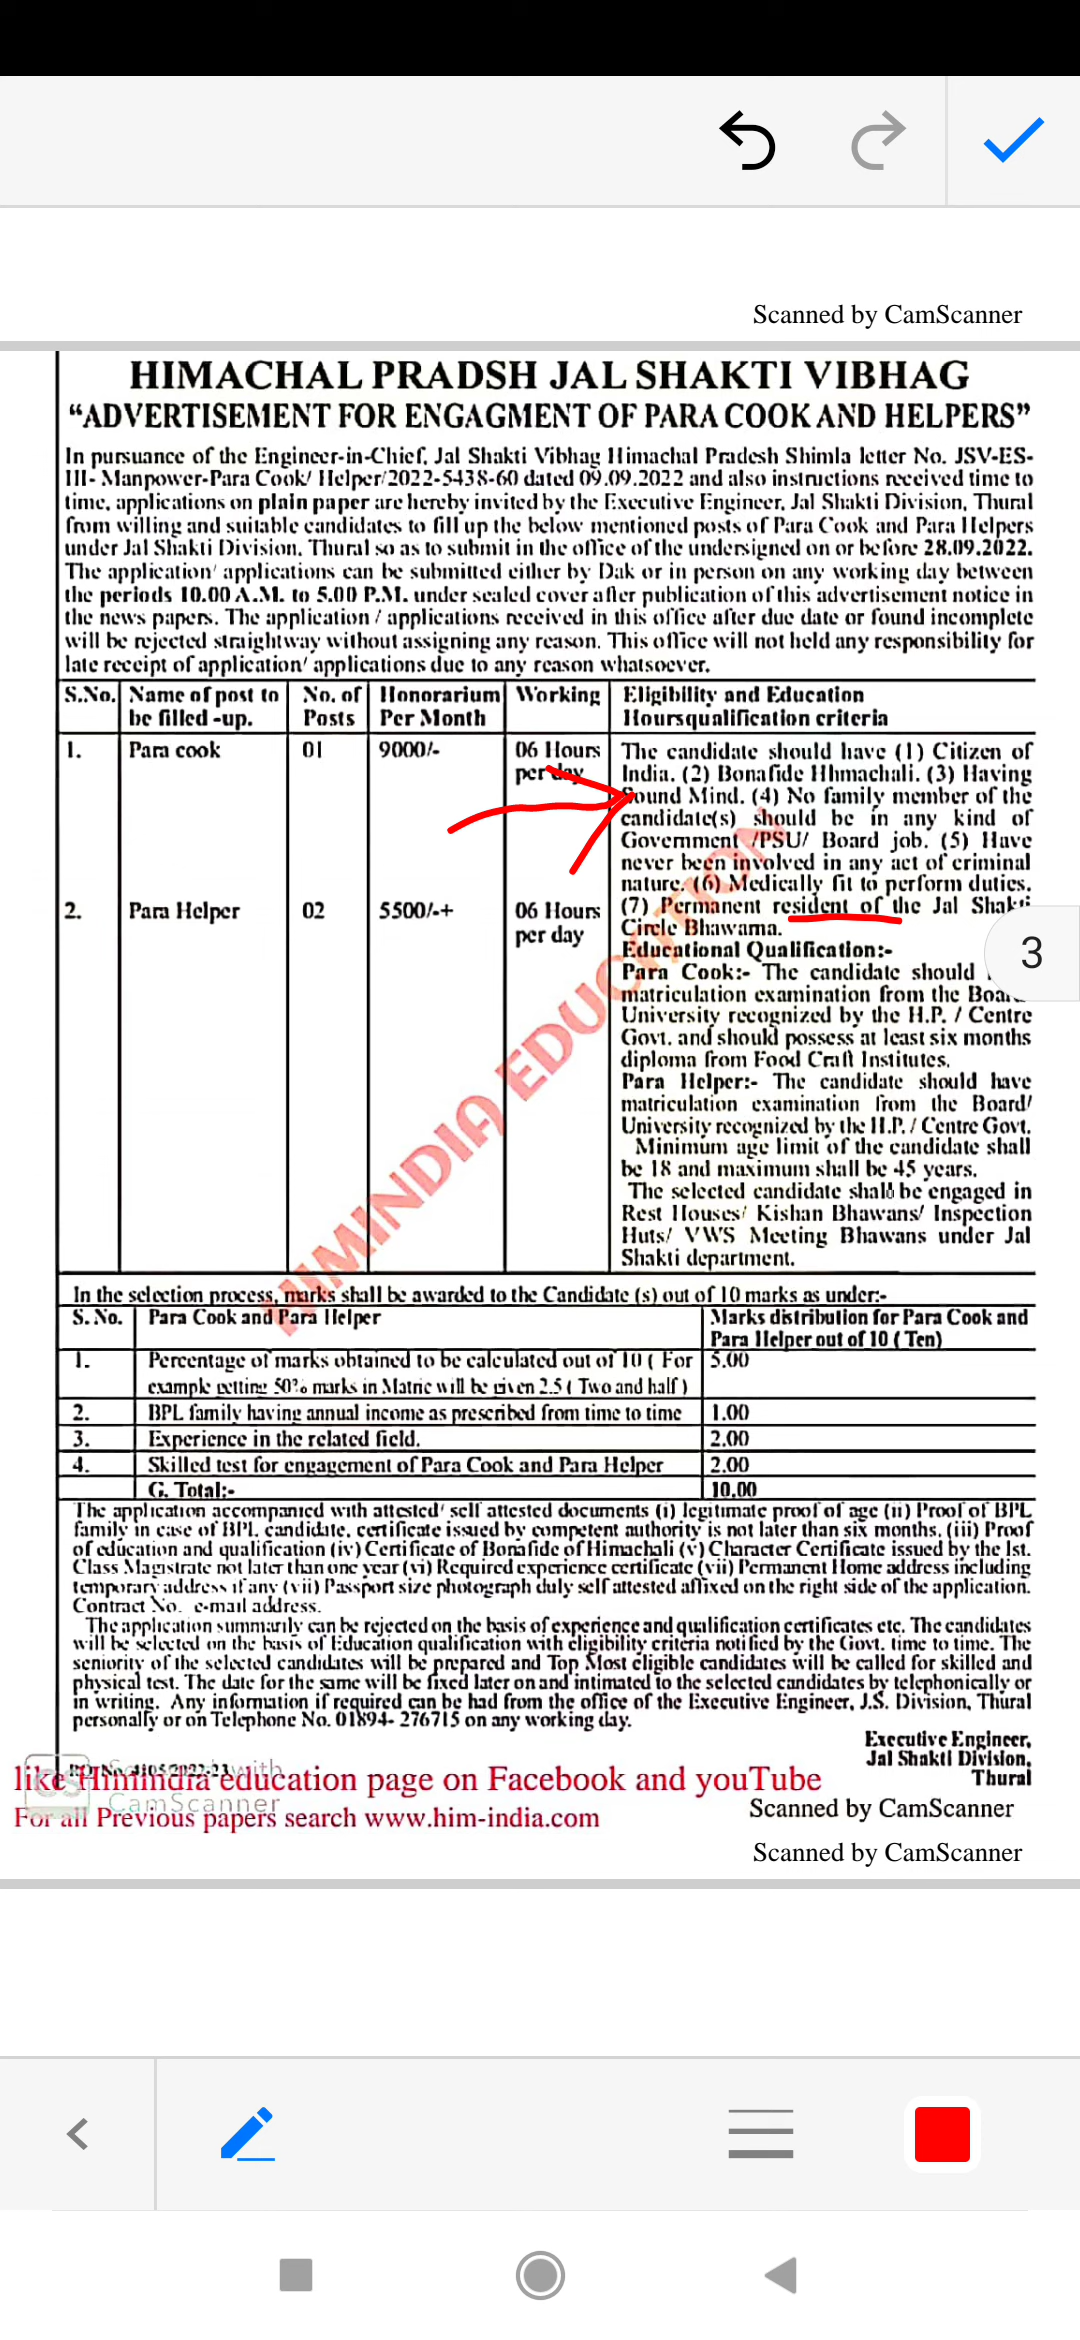 Scanned by CamScanner
HIMACHAL PRADSH JAL SHAKTI VIBHAG
“ADVERTISEMENT FOR ENGAGMENT OF PARA COOK AND HELPERS”
In pursuance of the Engineer-in-Chief, Jal Shakti Vibhag Himachal Pradesh Shimla letter No. JSV-ES-
III- Manpower-Para Cook/ Helper/2022-5438-60 dated 09.09.2022 and also instructions received time to
time, applications on plain paper are hereby invited by the Executive Engineer, Jal Shakti Division, Thural
from willing and suitable candidates to fill up the below mentioned posts of Para Cook and Para Helpers
under Jal Shakti Division, Thural so as to submit in the office of the undersigned on or before 28.09.2022.
The application/ applications can be submitted either by Dak or in person on any working day between
the periods 10.00 A.M. to 5.00 P.M. under sealed cover after publication of this advertisement notice in
the news papers. The application / applications received in this office after due date or found incomplete
will be rejected straightway without assigning any reason. This office will not held any responsibility for
late receipt of application/ applications due to any reason whatsoever.
S.No. Name of post to No. of Honorarium Working Eligibility and Education
be filled -up. Posts Per Month Hoursqualification criteria
1. Para cook 01 9000/- 06 Hours The candidate should have (1) Citizen of
per day India. (2) Bonafide Hhmachali. (3) Having
Sound Mind. (4) No family member of the
candidate(s) should be in any kind of
Government /PSU/ Board job. (5) Have
never been involved in any act of criminal
nature. (6) Medically fit to perform duties.
2. Para Helper 02 5500/-+ 06 Hours (7) Permanent resident of the Jal Shakti
per day Circle Bhawarna.
Educational Qualification:-
Para Cook:- The candidate should
matriculation examination from the
University recognized by the H.P. / Centre
Govt. and should possess at least six months
diploma from Food Craft Institutes.
Para Helper:- The candidate should have
matriculation examination from the Board/
University recognized by the H.P. / Centre Govt.
Minimum age limit of the candidate shall
be 18 and maximum shall be 45 years.
The selected candidate shall be engaged in
Rest Houses/ Kishan Bhawans/ Inspection
Huts/ VWS Meeting Bhawans under Jal
Shakti department.
HIMINDIA EDUCATION
In the selection process, marks shall be awarded to the Candidate (s) out of 10 marks as under:-
S. No. Para Cook and Para Helper Marks distribution for Para Cook and
Para Helper out of 10 ( Ten)
1. Percentage of marks obtained to be calculated out of 10 ( For 5.00
example getting 50% marks in Matric will be given 2.5 ( Two and half )
2. BPL family having annual income as prescribed from time to time 1.00
3. Experience in the related field. 2.00
4. Skilled test for engagement of Para Cook and Para Helper 2.00
G. Total:- 10.00
The application accompanied with attested/ self attested documents (i) legitimate proof of age (ii) Proof of BPL
family in case of BPL candidate, certificate issued by competent authority is not later than six months. (iii) Proof
of education and qualification (iv) Certificate of Bonafide of Himachali (v) Character Certificate issued by the Ist.
Class Magistrate not later than one year (vi) Required experience certificate (vii) Permanent Home address including
temporary address if any (vii) Passport size photograph duly self attested affixed on the right side of the application.
Contract No. e-mail address.
The application summarily can be rejected on the basis of experience and qualification certificates etc. The candidates
will be selected on the basis of Education qualification with eligibility criteria notified by the Govt. time to time. The
seniority of the selected candidates will be prepared and Top Most eligible candidates will be called for skilled and
physical test. The date for the same will be fixed later on and intimated to the selected candidates by telephonically or
in writing. Any information if required can be had from the office of the Executive Engineer, J.S. Division, Thural
personally or on Telephone No. 01894- 276715 on any working day.
Executive Engineer,
Jal Shakti Division,
Thural
CS Scanned with
CamScanner
like Himindia education page on Facebook and youTube
For all Previous papers search www.him-india.com
Scanned by CamScanner
Scanned by CamScanner
3